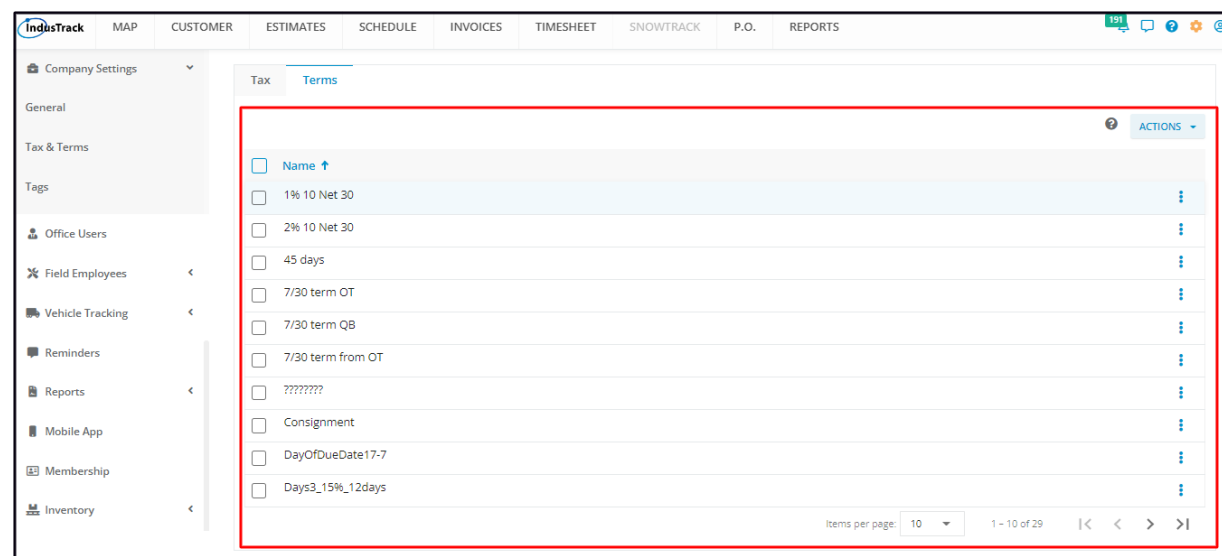 IndusTrack MAP CUSTOMER ESTIMATES SCHEDULE INVOICES TIMESHEET SNOWTRACK P.O. REPORTS 191
Company Settings
General
Tax & Terms
Tags
Office Users
Field Employees
Vehicle Tracking
Reminders
Reports
Mobile App
Membership
Inventory
Tax Terms
ACTIONS
Name
1% 10 Net 30
2% 10 Net 30
45 days
7/30 term OT
7/30 term QB
7/30 term from OT
????????
Consignment
DayOfDueDate17-7
Days3_15%_12days
Items per page: 10 1 – 10 of 29